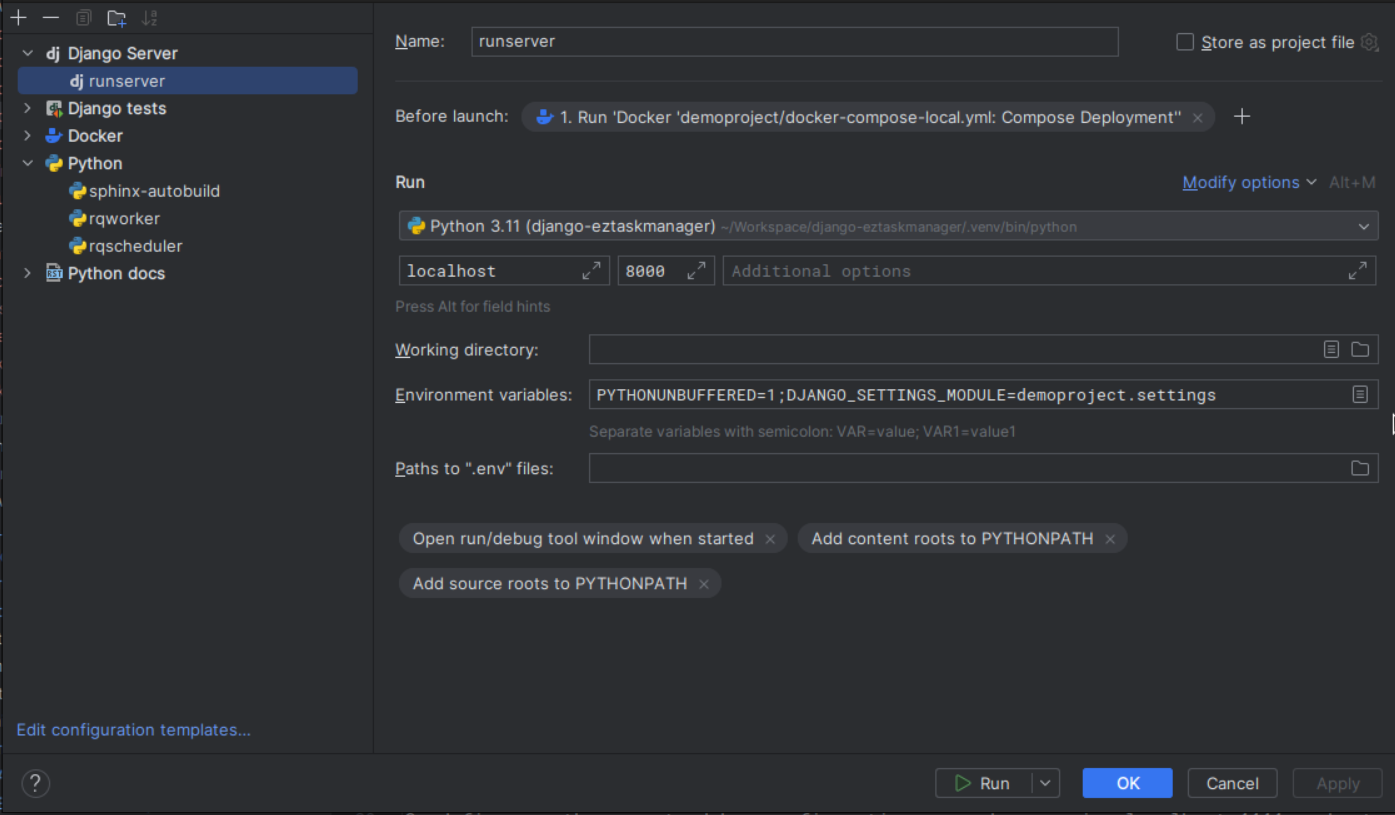 dj Django Server
dj runserver
dj Django tests
Docker
Python
sphinx-autobuild
rqworker
rqscheduler
RST Python docs
Edit configuration templates...
?
Name: runserver
Store as project file
Before launch: 1. Run 'Docker 'demoproject/docker-compose-local.yml: Compose Deployment'' × +
Run
Modify options Alt+M
Python 3.11 (django-eztaskmanager) ~/Workspace/django-eztaskmanager/.venv/bin/python
localhost 8000 Additional options
Press Alt for field hints
Working directory:
Environment variables: PYTHONUNBUFFERED=1;DJANGO_SETTINGS_MODULE=demoproject.settings
Separate variables with semicolon: VAR=value; VAR1=value1
Paths to ".env" files:
Open run/debug tool window when started × Add content roots to PYTHONPATH ×
Add source roots to PYTHONPATH ×
Run OK Cancel Apply